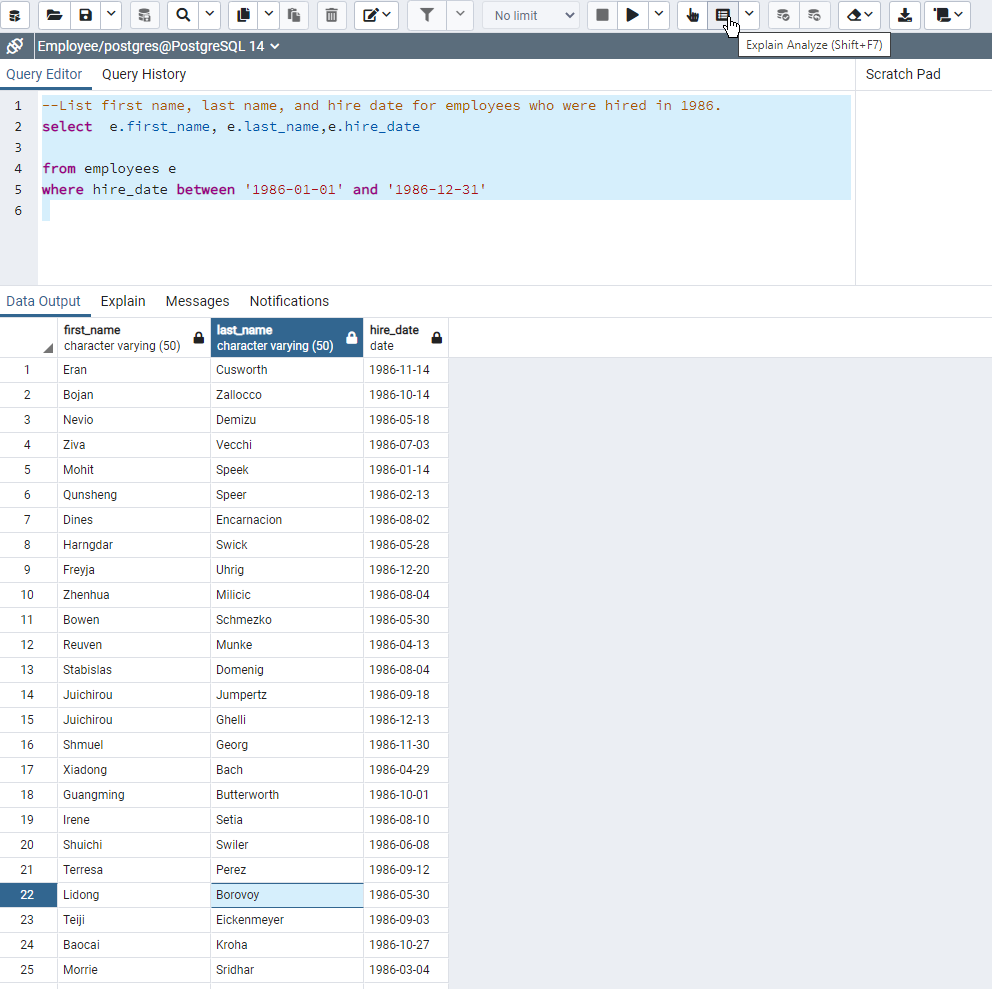 No limit
Employee/postgres@PostgreSQL 14
Explain Analyze (Shift+F7)
Query Editor Query History Scratch Pad
1 --List first name, last name, and hire date for employees who were hired in 1986.
2 select  e.first_name, e.last_name,e.hire_date
3
4 from employees e
5 where hire_date between '1986-01-01' and '1986-12-31'
6
Data Output Explain Messages Notifications
first_name last_name hire_date
character varying (50) character varying (50) date
1 Eran Cusworth 1986-11-14
2 Bojan Zallocco 1986-10-14
3 Nevio Demizu 1986-05-18
4 Ziva Vecchi 1986-07-03
5 Mohit Speek 1986-01-14
6 Qunsheng Speer 1986-02-13
7 Dines Encarnacion 1986-08-02
8 Harngdar Swick 1986-05-28
9 Freyja Uhrig 1986-12-20
10 Zhenhua Milicic 1986-08-04
11 Bowen Schmezko 1986-05-30
12 Reuven Munke 1986-04-13
13 Stabislas Domenig 1986-08-04
14 Juichirou Jumpertz 1986-09-18
15 Juichirou Ghelli 1986-12-13
16 Shmuel Georg 1986-11-30
17 Xiadong Bach 1986-04-29
18 Guangming Butterworth 1986-10-01
19 Irene Setia 1986-08-10
20 Shuichi Swiler 1986-06-08
21 Terresa Perez 1986-09-12
22 Lidong Borovoy 1986-05-30
23 Teiji Eickenmeyer 1986-09-03
24 Baocai Kroha 1986-10-27
25 Morrie Sridhar 1986-03-04